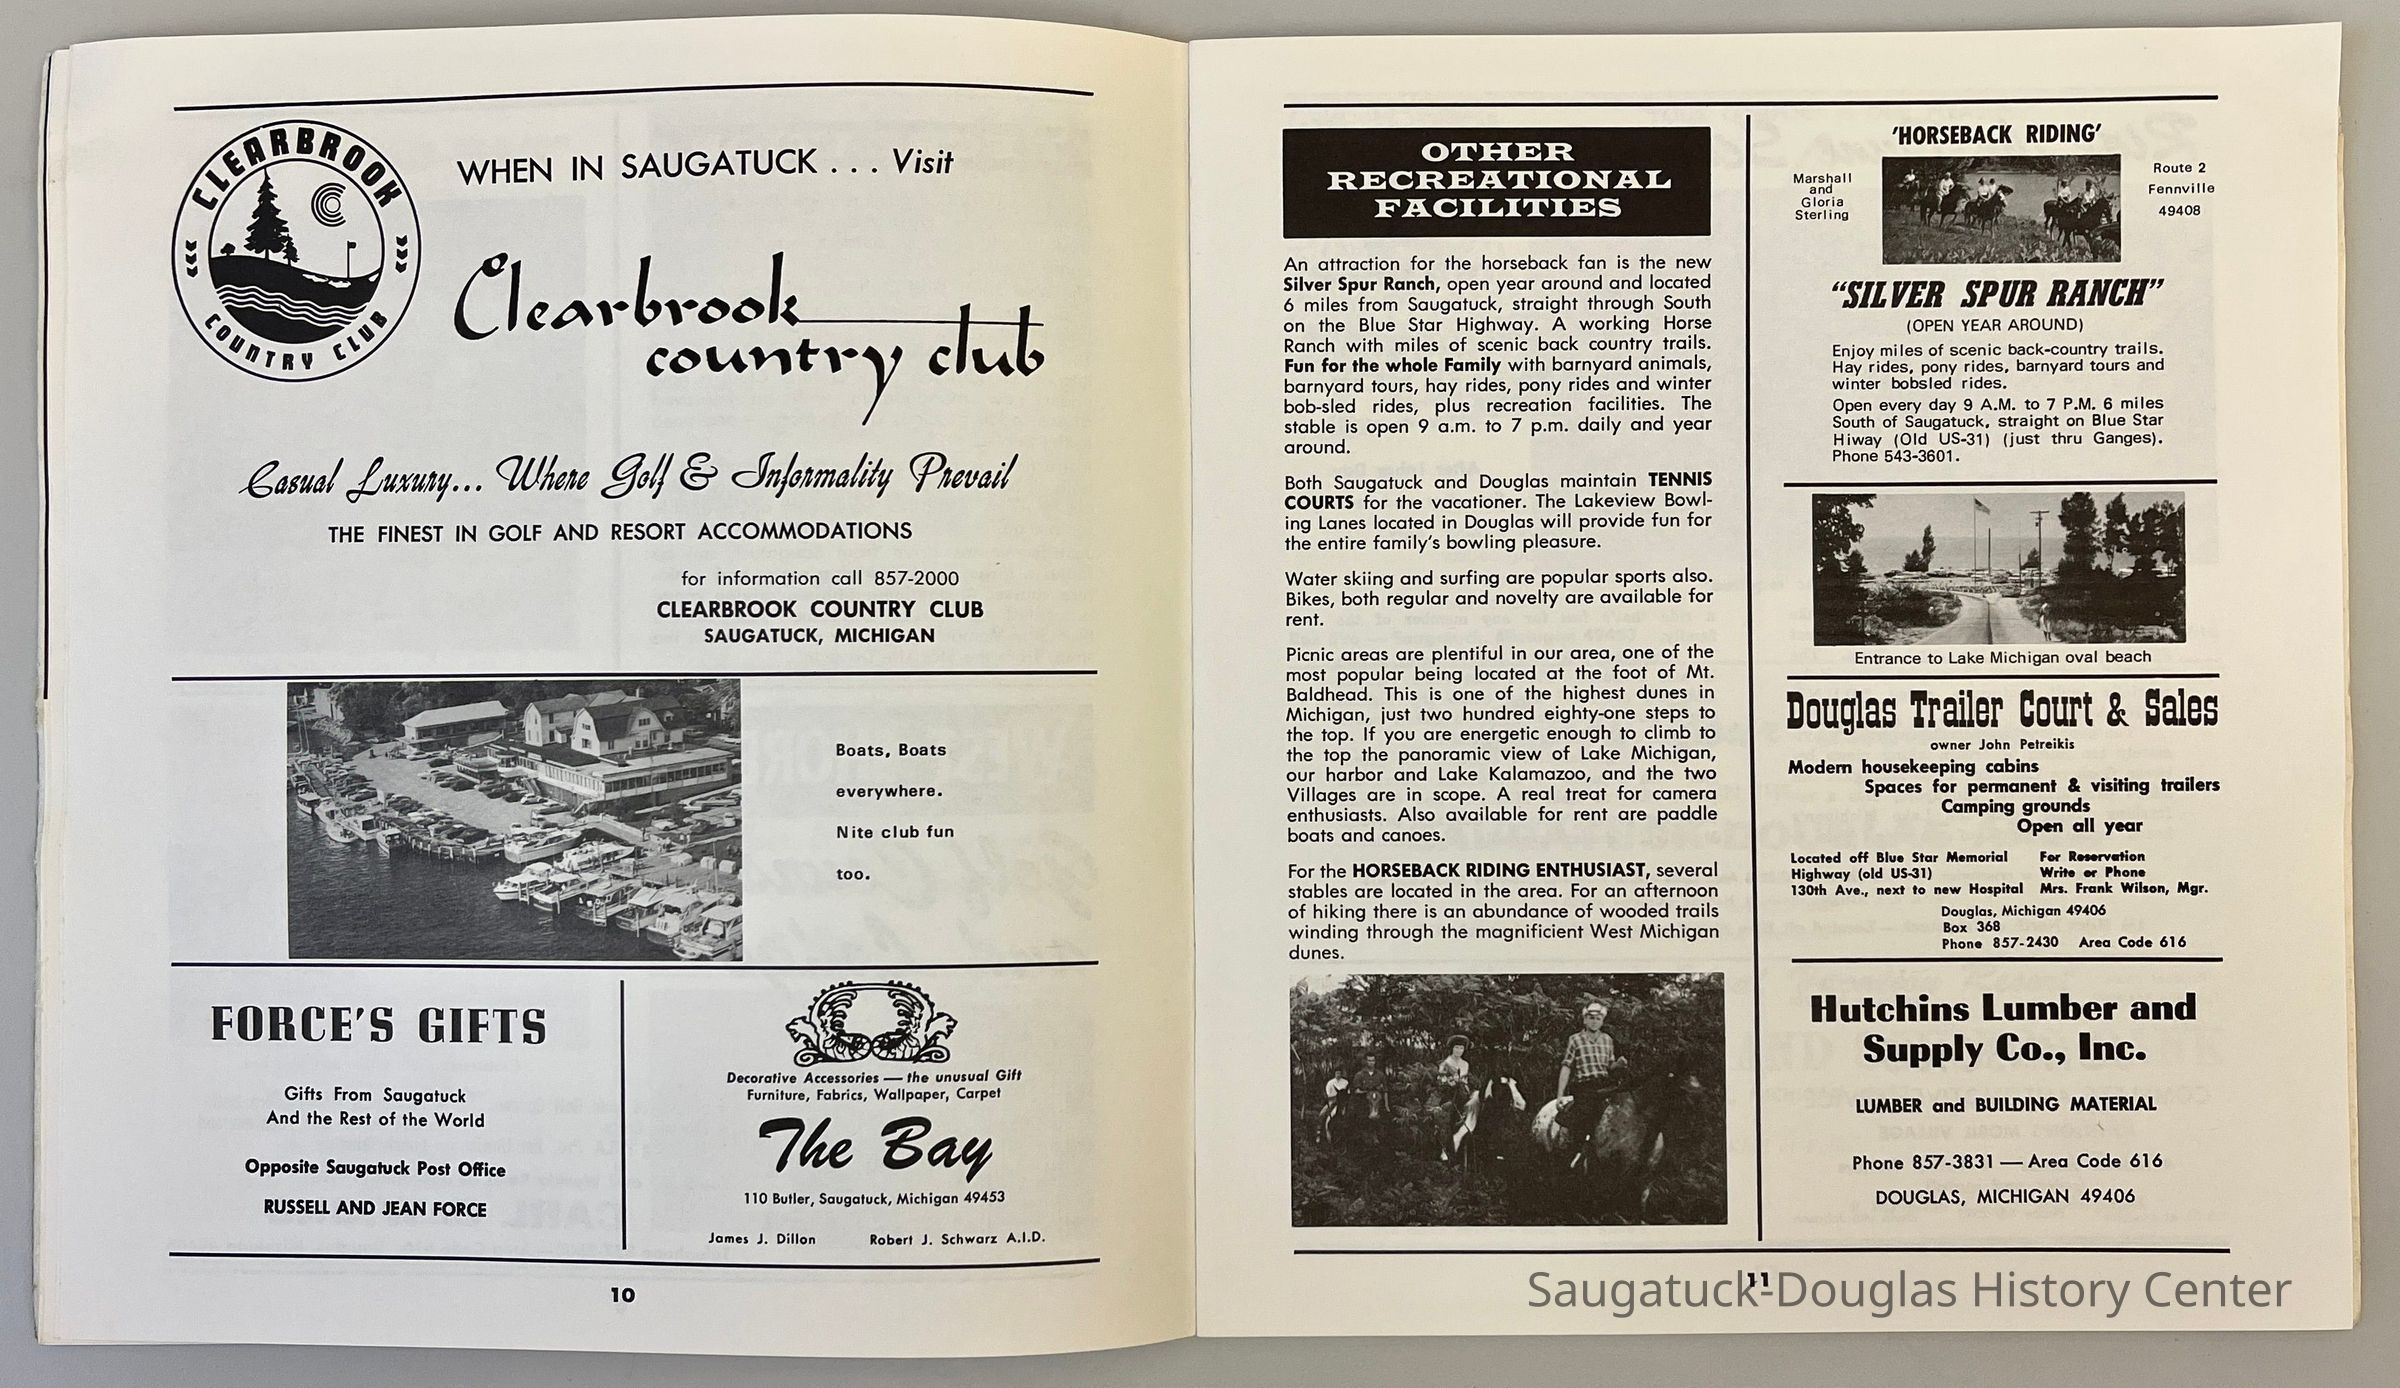 CLEARBROOK
COUNTRY CLUB
WHEN IN SAUGATUCK . . . Visit
Clearbrook
country club
Casual Luxury... Where Golf & Informality Prevail
THE FINEST IN GOLF AND RESORT ACCOMMODATIONS
for information call 857-2000
CLEARBROOK COUNTRY CLUB
SAUGATUCK, MICHIGAN
Boats, Boats
everywhere.
Nite club fun
too.
FORCE'S GIFTS
Gifts From Saugatuck
And the Rest of the World
Opposite Saugatuck Post Office
RUSSELL AND JEAN FORCE
Decorative Accessories — the unusual Gift
Furniture, Fabrics, Wallpaper, Carpet
The Bay
110 Butler, Saugatuck, Michigan 49453
James J. Dillon Robert J. Schwarz A.I.D.
10
OTHER
RECREATIONAL
FACILITIES
An attraction for the horseback fan is the new
Silver Spur Ranch, open year around and located
6 miles from Saugatuck, straight through South
on the Blue Star Highway. A working Horse
Ranch with miles of scenic back country trails.
Fun for the whole Family with barnyard animals,
barnyard tours, hay rides, pony rides and winter
bob-sled rides, plus recreation facilities. The
stable is open 9 a.m. to 7 p.m. daily and year
around.
Both Saugatuck and Douglas maintain TENNIS
COURTS for the vacationer. The Lakeview Bowl-
ing Lanes located in Douglas will provide fun for
the entire family's bowling pleasure.
Water skiing and surfing are popular sports also.
Bikes, both regular and novelty are available for
rent.
Picnic areas are plentiful in our area, one of the
most popular being located at the foot of Mt.
Baldhead. This is one of the highest dunes in
Michigan, just two hundred eighty-one steps to
the top. If you are energetic enough to climb to
the top the panoramic view of Lake Michigan,
our harbor and Lake Kalamazoo, and the two
Villages are in scope. A real treat for camera
enthusiasts. Also available for rent are paddle
boats and canoes.
For the HORSEBACK RIDING ENTHUSIAST, several
stables are located in the area. For an afternoon
of hiking there is an abundance of wooded trails
winding through the magnificient West Michigan
dunes.
'HORSEBACK RIDING'
Marshall
and
Gloria
Sterling
Route 2
Fennville
49408
"SILVER SPUR RANCH"
(OPEN YEAR AROUND)
Enjoy miles of scenic back-country trails.
Hay rides, pony rides, barnyard tours and
winter bobsled rides.
Open every day 9 A.M. to 7 P.M. 6 miles
South of Saugatuck, straight on Blue Star
Hiway (Old US-31) (just thru Ganges).
Phone 543-3601.
Entrance to Lake Michigan oval beach
Douglas Trailer Court & Sales
owner John Petreikis
Modern housekeeping cabins
Spaces for permanent & visiting trailers
Camping grounds
Open all year
Located off Blue Star Memorial
Highway (old US-31)
130th Ave., next to new Hospital
For Reservation
Write or Phone
Mrs. Frank Wilson, Mgr.
Douglas, Michigan 49406
Box 368
Phone 857-2430 Area Code 616
Hutchins Lumber and
Supply Co., Inc.
LUMBER and BUILDING MATERIAL
Phone 857-3831 — Area Code 616
DOUGLAS, MICHIGAN 49406
11
Saugatuck-Douglas History Center